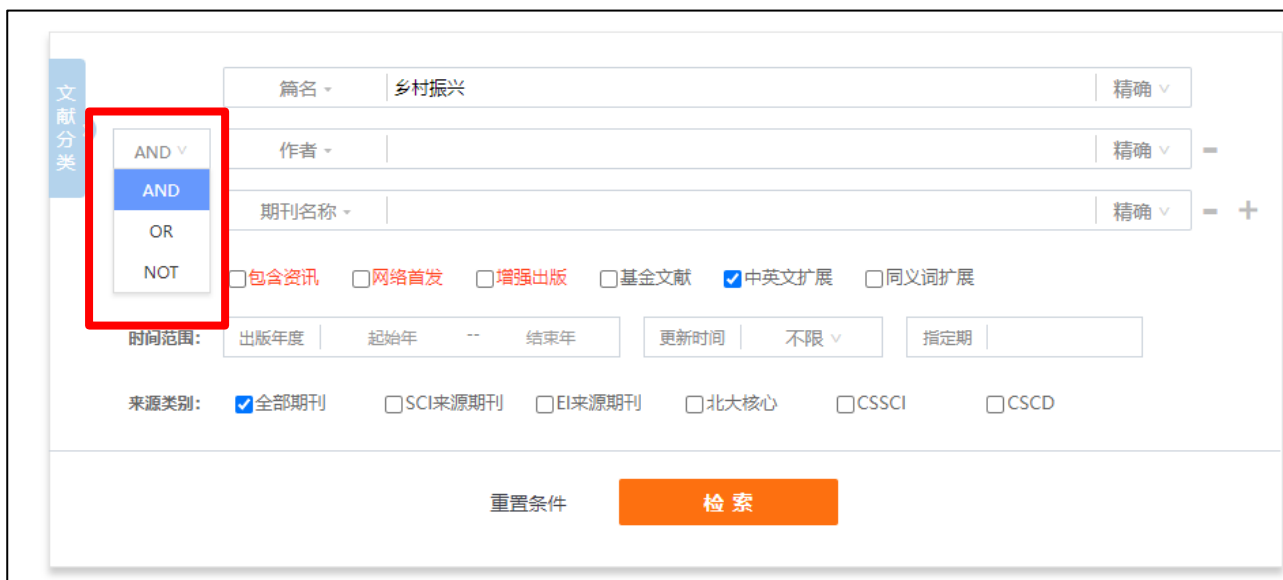 文献分类
篇名 乡村振兴 精确
AND 作者 精确
AND
期刊名称 精确
OR
NOT
包含资讯 网络首发 增强出版 基金文献 中英文扩展 同义词扩展
时间范围: 出版年度 起始年 -- 结束年 更新时间 不限 指定期
来源类别: 全部期刊 SCI来源期刊 EI来源期刊 北大核心 CSSCI CSCD
重置条件 检索